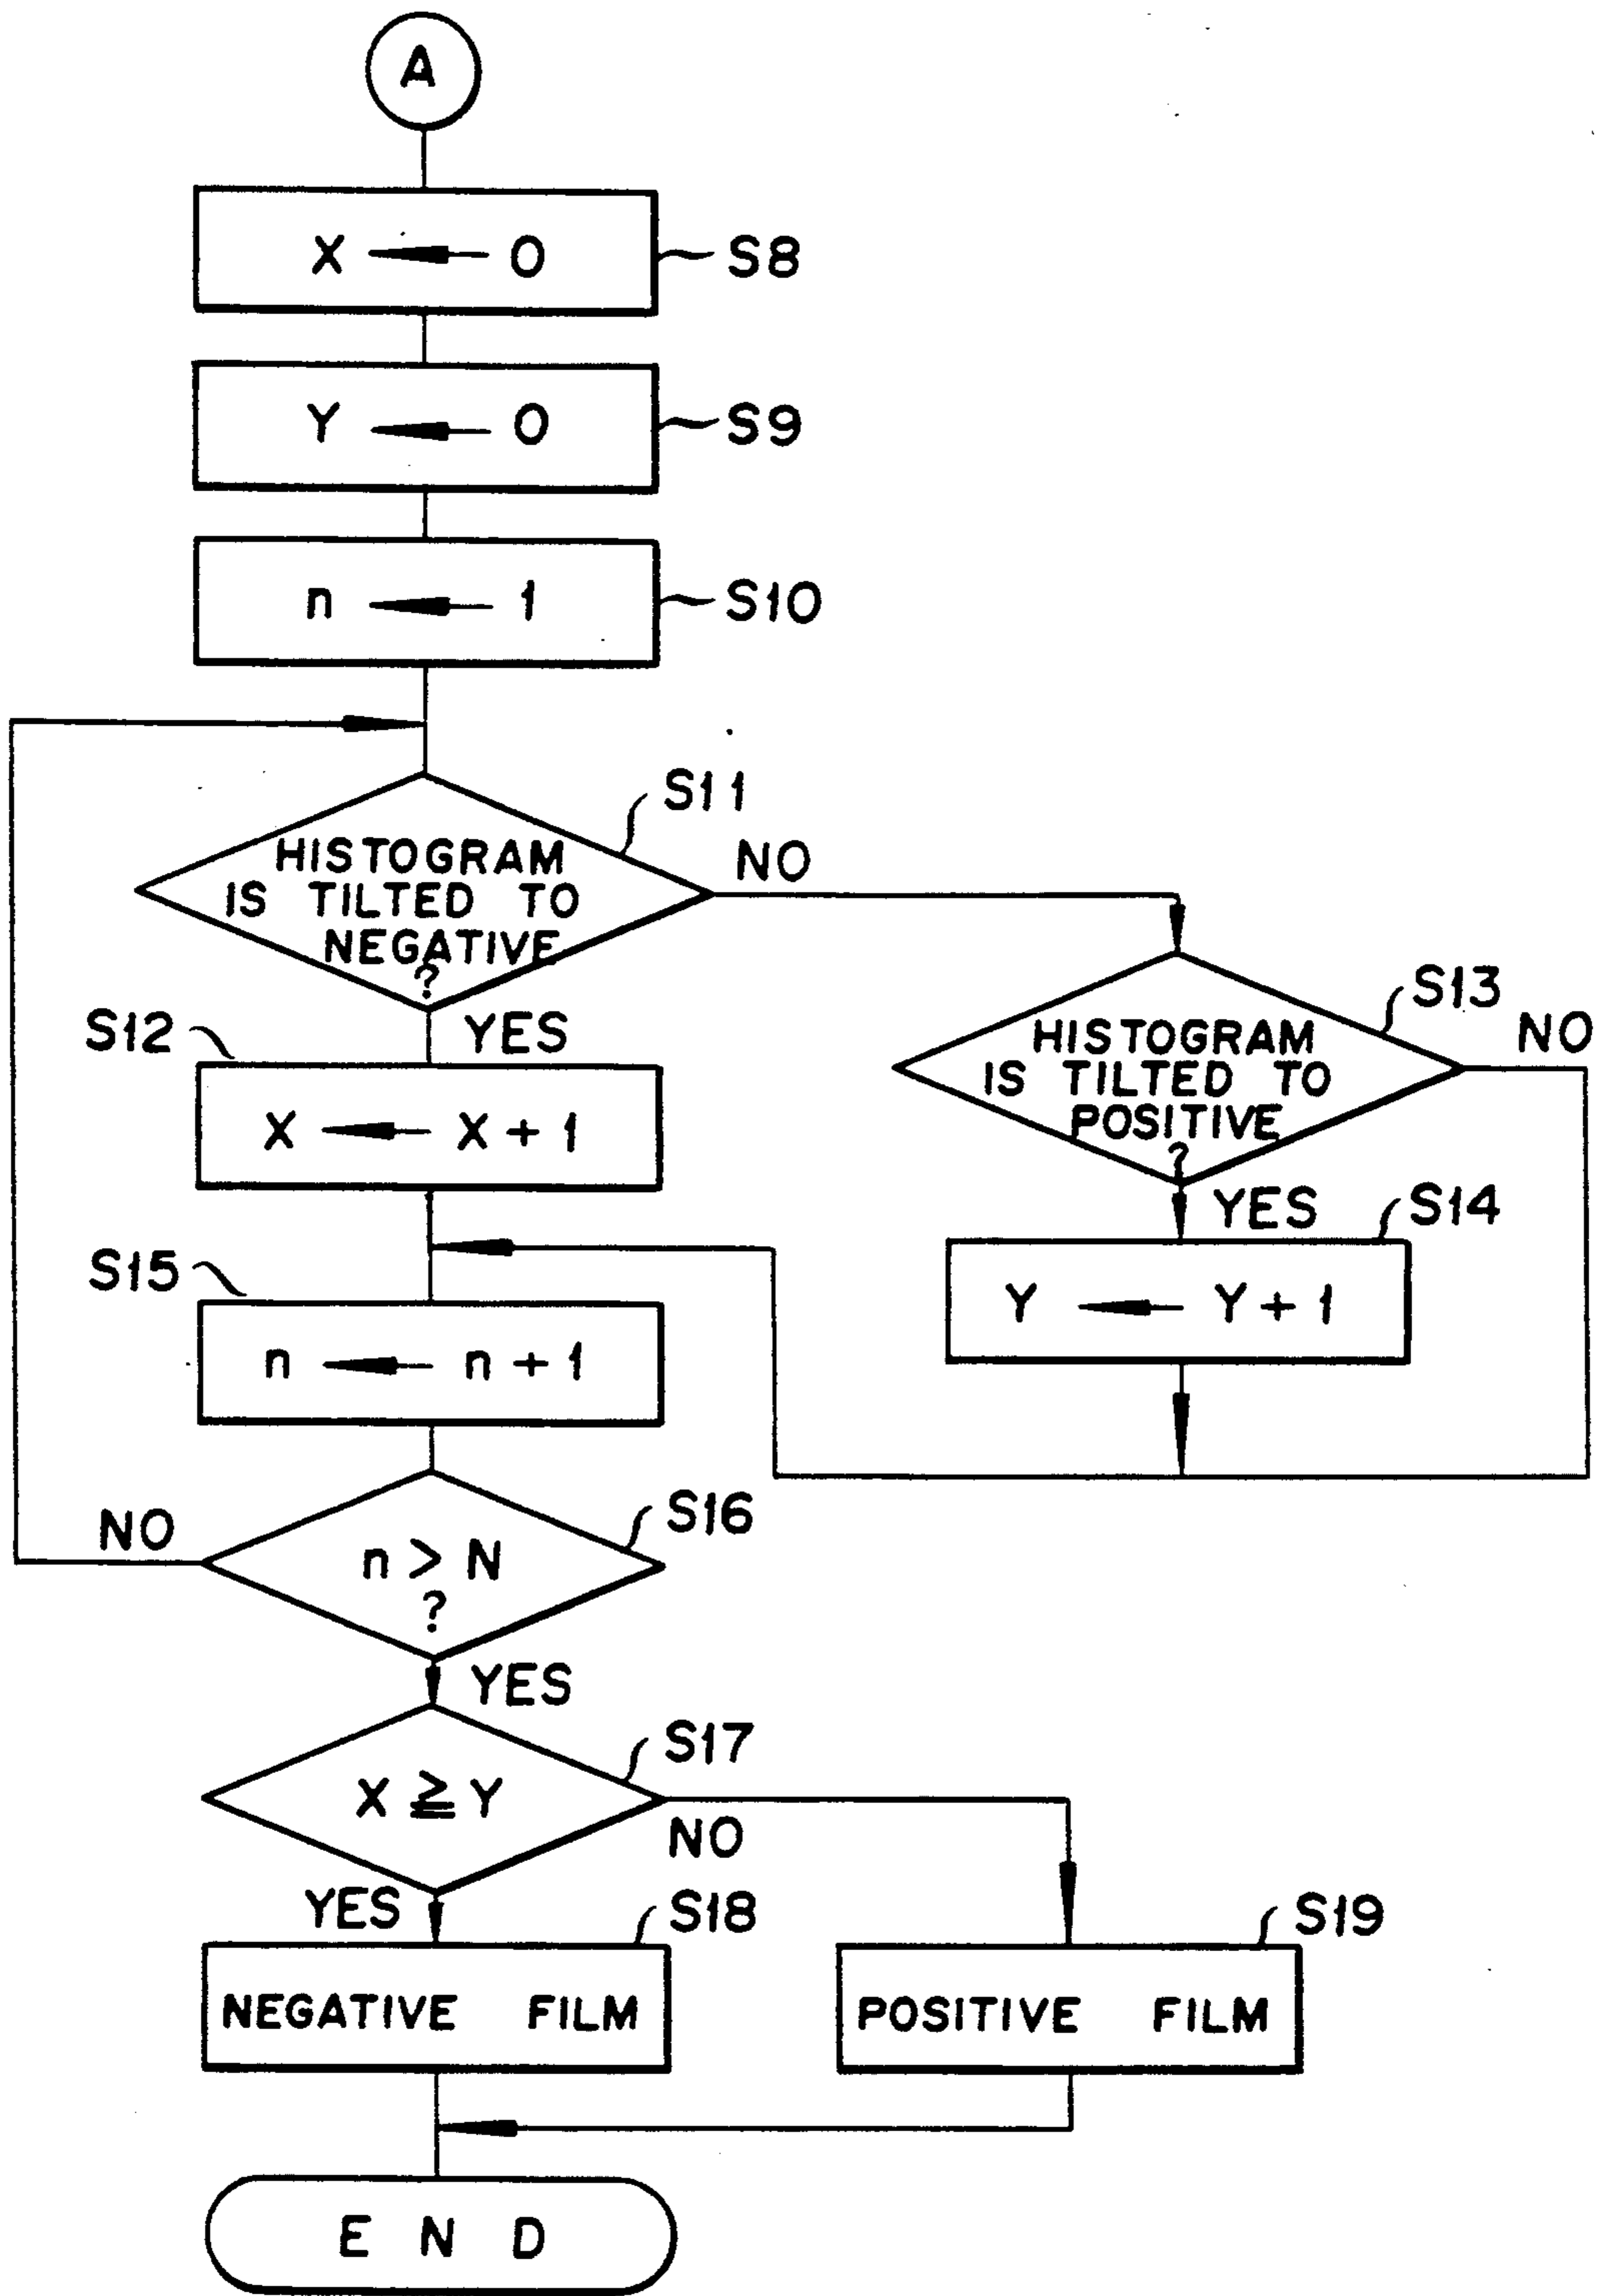 A
X ← 0
S8
Y ← 0
S9
n ← 1
S10
S11
HISTOGRAM
IS TILTED TO
NEGATIVE
?
NO
YES
S12
X ← X + 1
S13
HISTOGRAM
IS TILTED TO
POSITIVE
?
NO
YES
S14
Y ← Y + 1
S15
n ← n + 1
S16
n > N
?
NO
YES
S17
X ≧ Y
NO
YES
S18
NEGATIVE FILM
S19
POSITIVE FILM
END